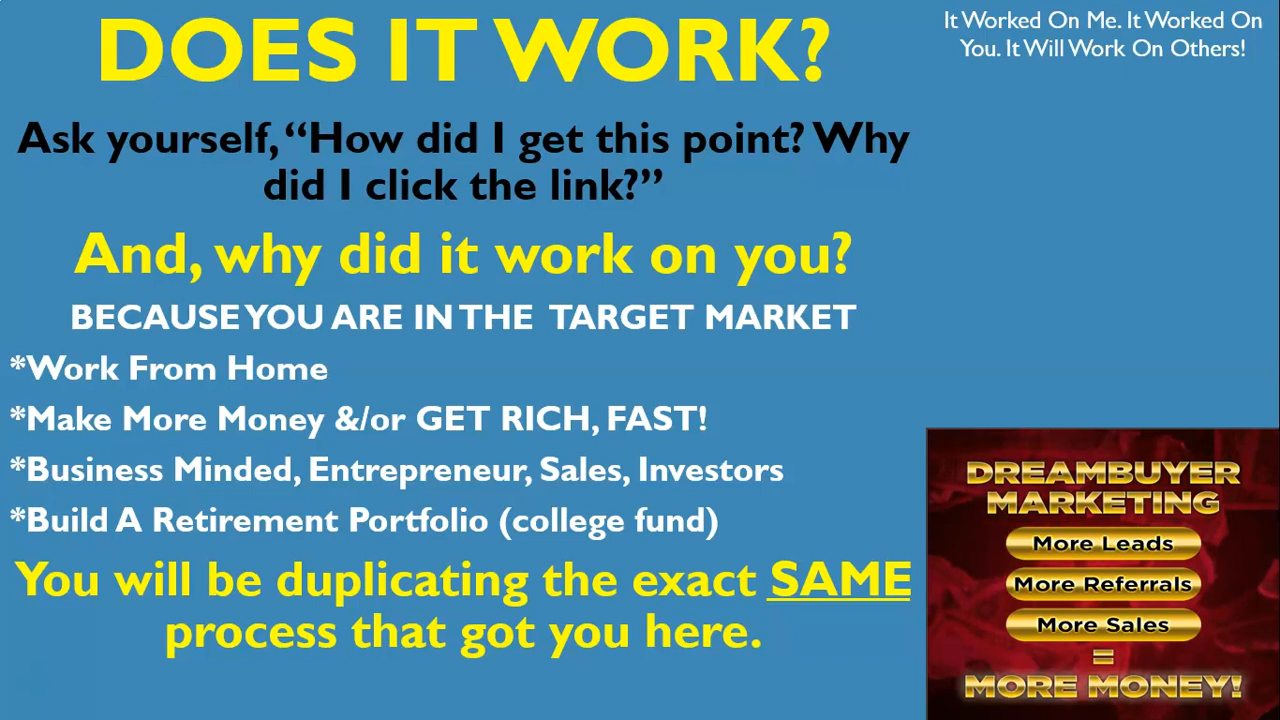 DOES IT WORK?
It Worked On Me. It Worked On
You. It Will Work On Others!
Ask yourself, “How did I get this point? Why
did I click the link?”
And, why did it work on you?
BECAUSE YOU ARE IN THE TARGET MARKET
*Work From Home
*Make More Money &/or GET RICH, FAST!
*Business Minded, Entrepreneur, Sales, Investors
*Build A Retirement Portfolio (college fund)
You will be duplicating the exact SAME
process that got you here.
DREAMBUYER
MARKETING
More Leads
More Referrals
More Sales
=
MORE MONEY!